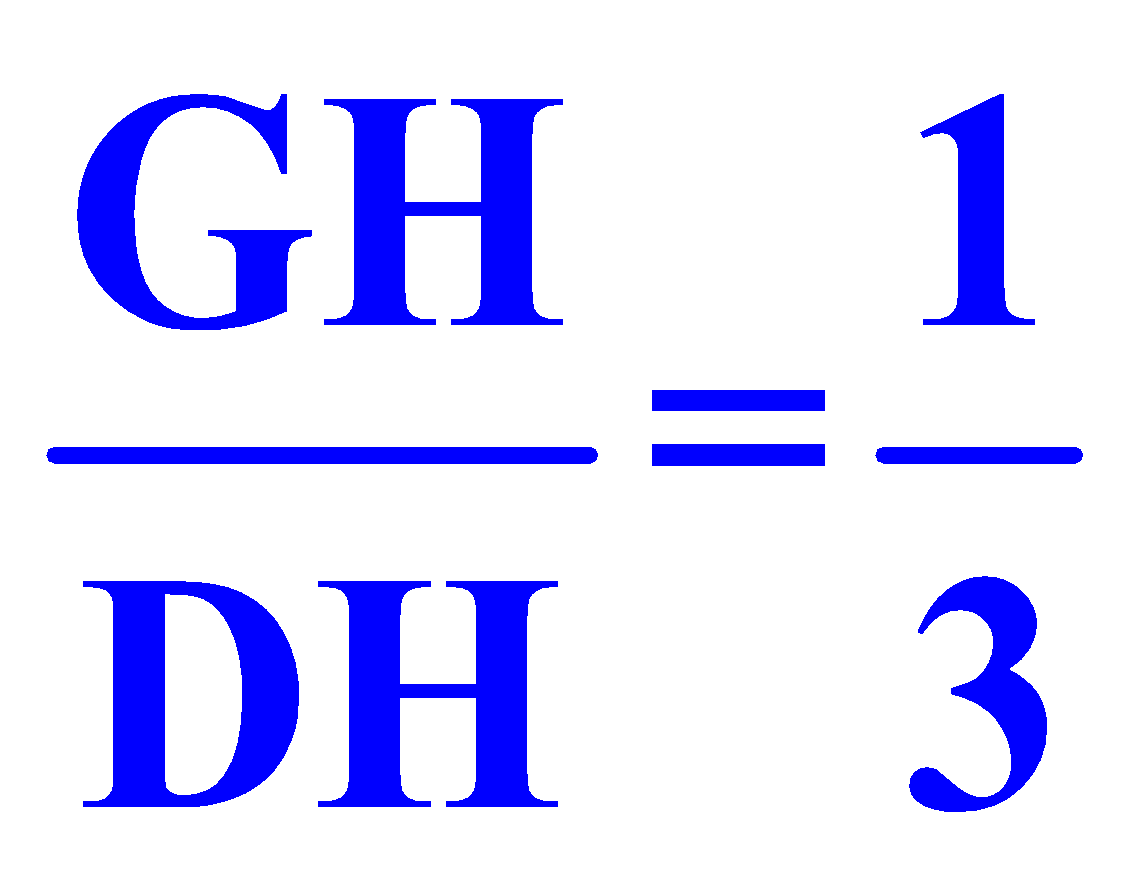 GH = 1
DH 3